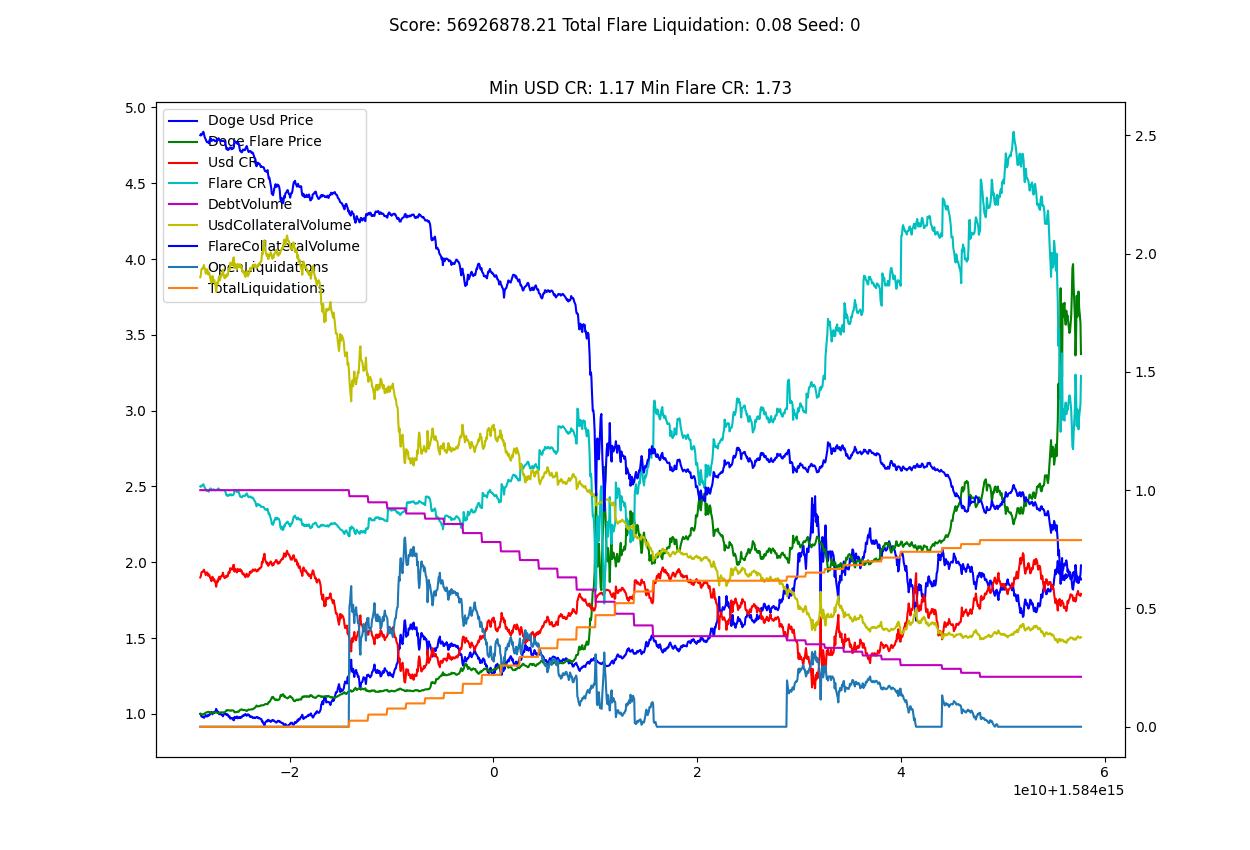 Score: 56926878.21 Total Flare Liquidation: 0.08 Seed: 0
Min USD CR: 1.17 Min Flare CR: 1.73
5.0
4.5
4.0
3.5
3.0
2.5
2.0
1.5
1.0
Doge Usd Price
Doge Flare Price
Usd CR
Flare CR
DebtVolume
UsdCollateralVolume
FlareCollateralVolume
OpenLiquidations
TotalLiquidations
2.5
2.0
1.5
1.0
0.5
0.0
−2
0
2
4
6
1e10+1.584e15